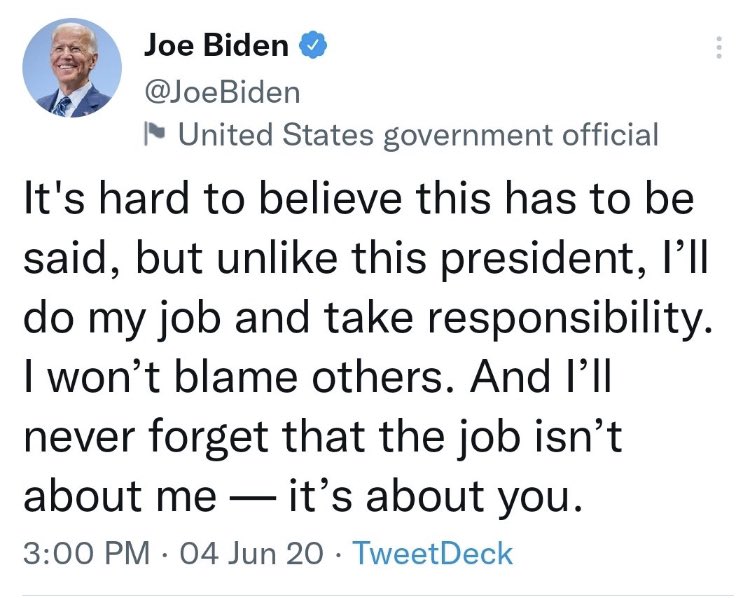 Joe Biden
@JoeBiden
United States government official
It's hard to believe this has to be
said, but unlike this president, I’ll
do my job and take responsibility.
I won’t blame others. And I’ll
never forget that the job isn’t
about me — it’s about you.
3:00 PM · 04 Jun 20 · TweetDeck